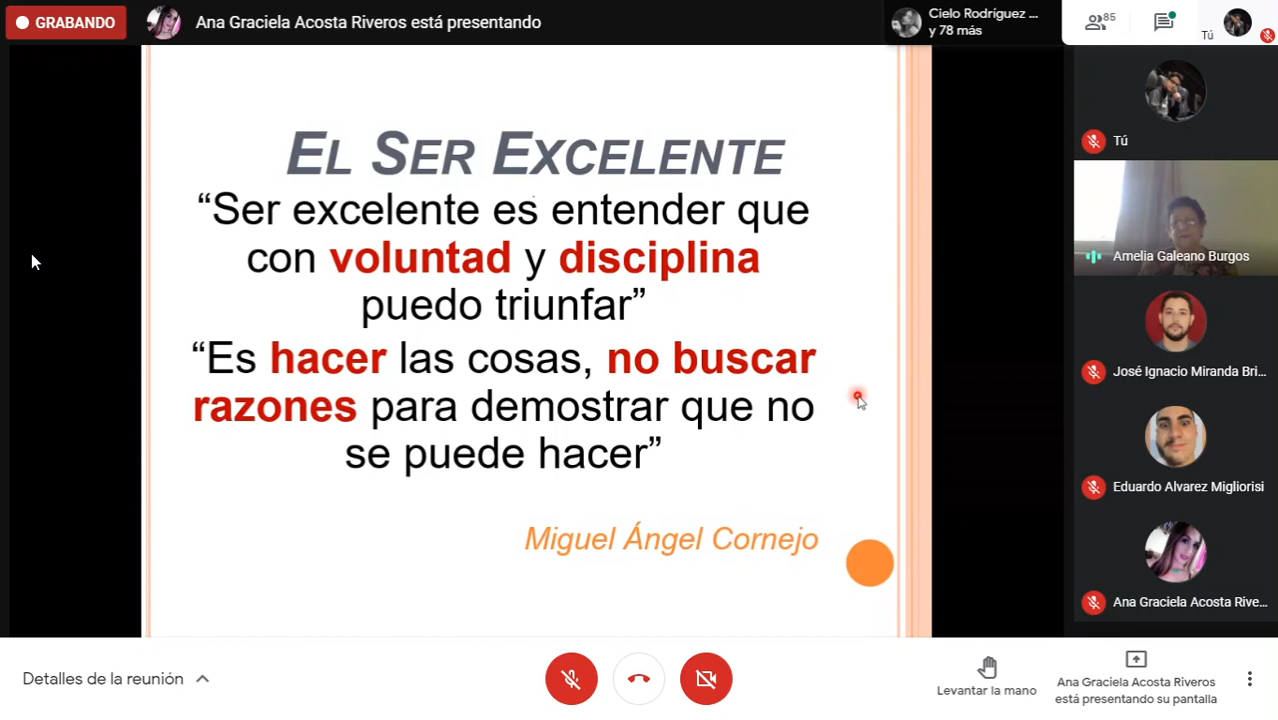 GRABANDO
Ana Graciela Acosta Riveros está presentando
Cielo Rodríguez ...
y 78 más
85
Tú
EL SER EXCELENTE
“Ser excelente es entender que
con voluntad y disciplina
puedo triunfar”
“Es hacer las cosas, no buscar
razones para demostrar que no
se puede hacer”
Miguel Ángel Cornejo
Tú
Amelia Galeano Burgos
José Ignacio Miranda Bri...
Eduardo Alvarez Migliorisi
Ana Graciela Acosta Rive...
Detalles de la reunión
Levantar la mano
Ana Graciela Acosta Riveros
está presentando su pantalla